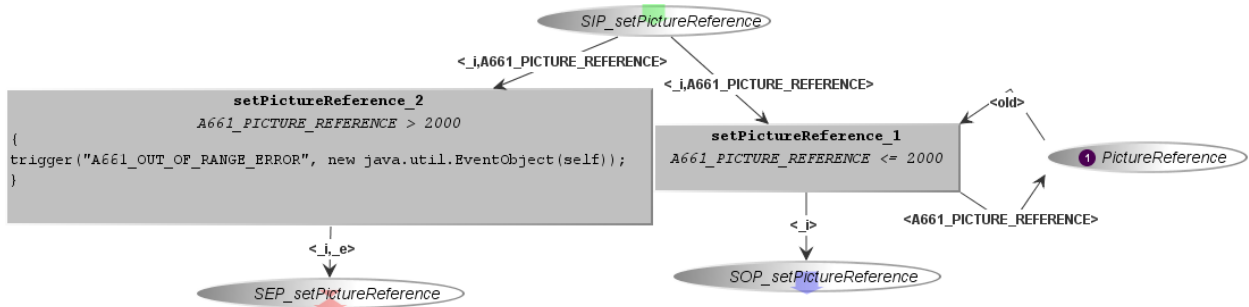 SIP_setPictureReference
<_i,A661_PICTURE_REFERENCE>
<_i,A661_PICTURE_REFERENCE>
<old>
setPictureReference_2
A661_PICTURE_REFERENCE > 2000
{
trigger("A661_OUT_OF_RANGE_ERROR", new java.util.EventObject(self));
}
setPictureReference_1
A661_PICTURE_REFERENCE <= 2000
1 PictureReference
<A661_PICTURE_REFERENCE>
<_i>
<_i,_e>
SOP_setPictureReference
SEP_setPictureReference